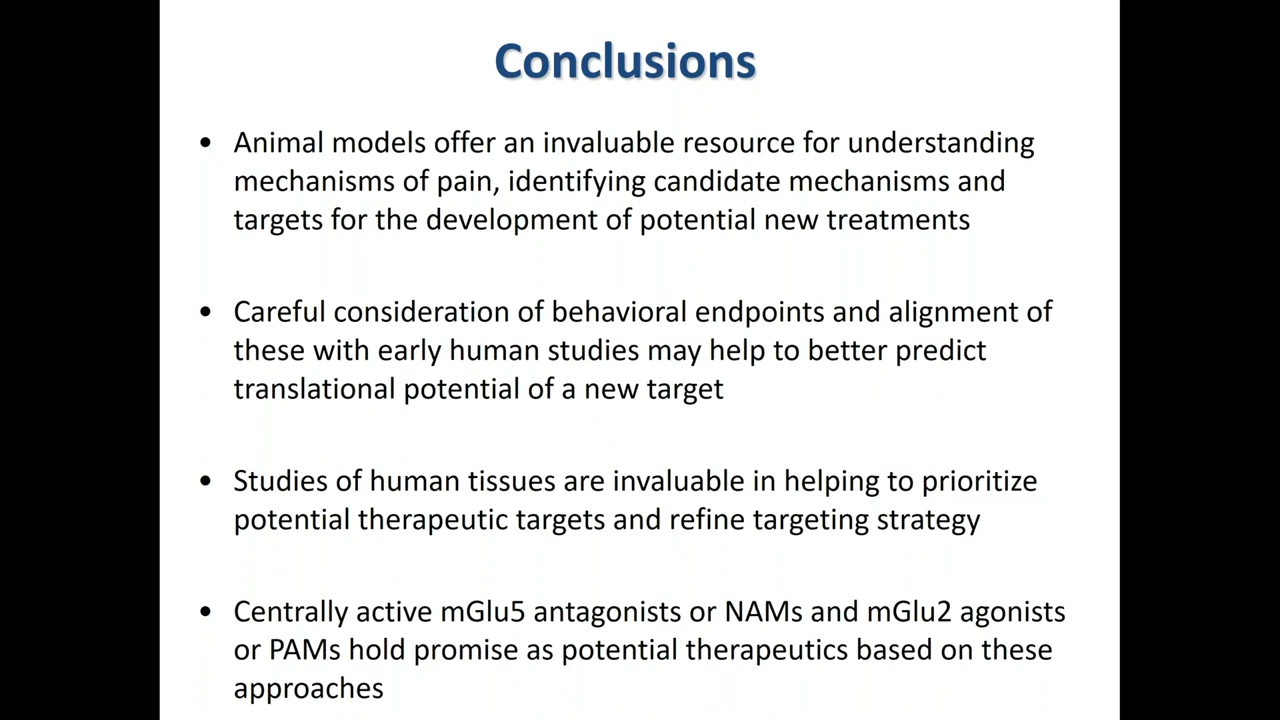 Conclusions
• Animal models offer an invaluable resource for understanding
mechanisms of pain, identifying candidate mechanisms and
targets for the development of potential new treatments
• Careful consideration of behavioral endpoints and alignment of
these with early human studies may help to better predict
translational potential of a new target
• Studies of human tissues are invaluable in helping to prioritize
potential therapeutic targets and refine targeting strategy
• Centrally active mGlu5 antagonists or NAMs and mGlu2 agonists
or PAMs hold promise as potential therapeutics based on these
approaches